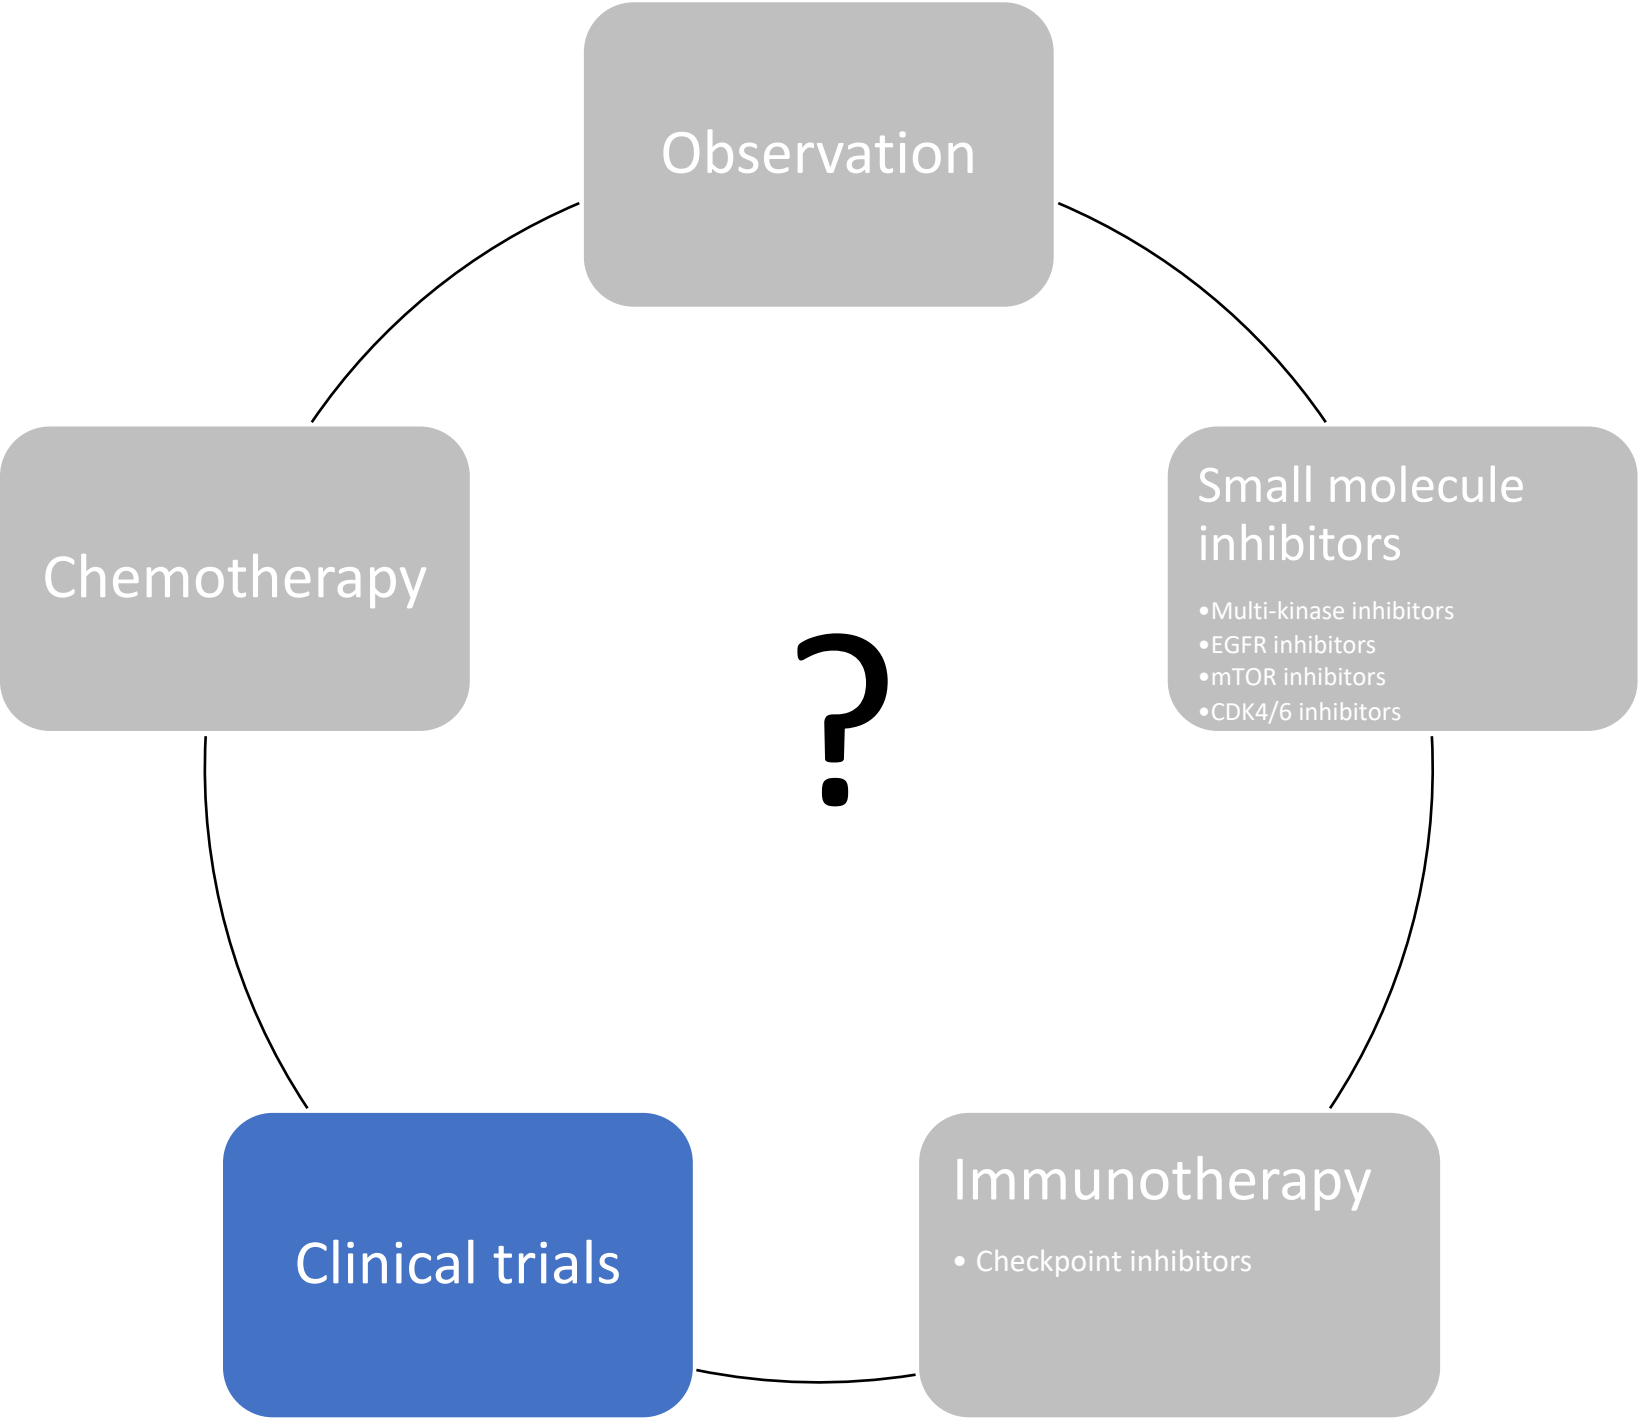 Observation
Small molecule
inhibitors
•Multi-kinase inhibitors
•EGFR inhibitors
•mTOR inhibitors
•CDK4/6 inhibitors
Chemotherapy
?
Immunotherapy
• Checkpoint inhibitors
Clinical trials